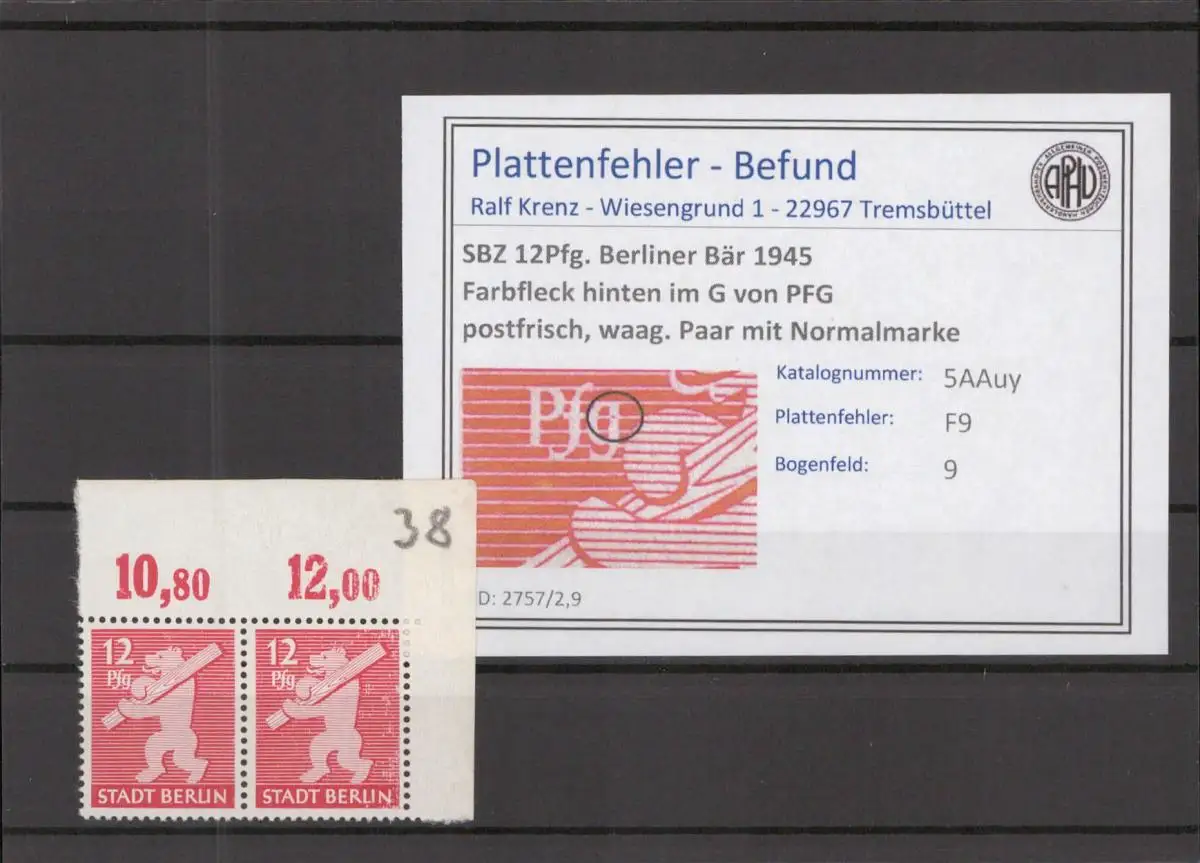 Plattenfehler - Befund
Ralf Krenz - Wiesengrund 1 - 22967 Tremsbüttel
APHV
SBZ 12Pfg. Berliner Bär 1945
Farbfleck hinten im G von PFG
postfrisch, waag. Paar mit Normalmarke
Pfg
Katalognummer: 5AAuy
Plattenfehler: F9
Bogenfeld: 9
D: 2757/2,9
38
10,80 12,00
12 12
Pfg Pfg
STADT BERLIN STADT BERLIN